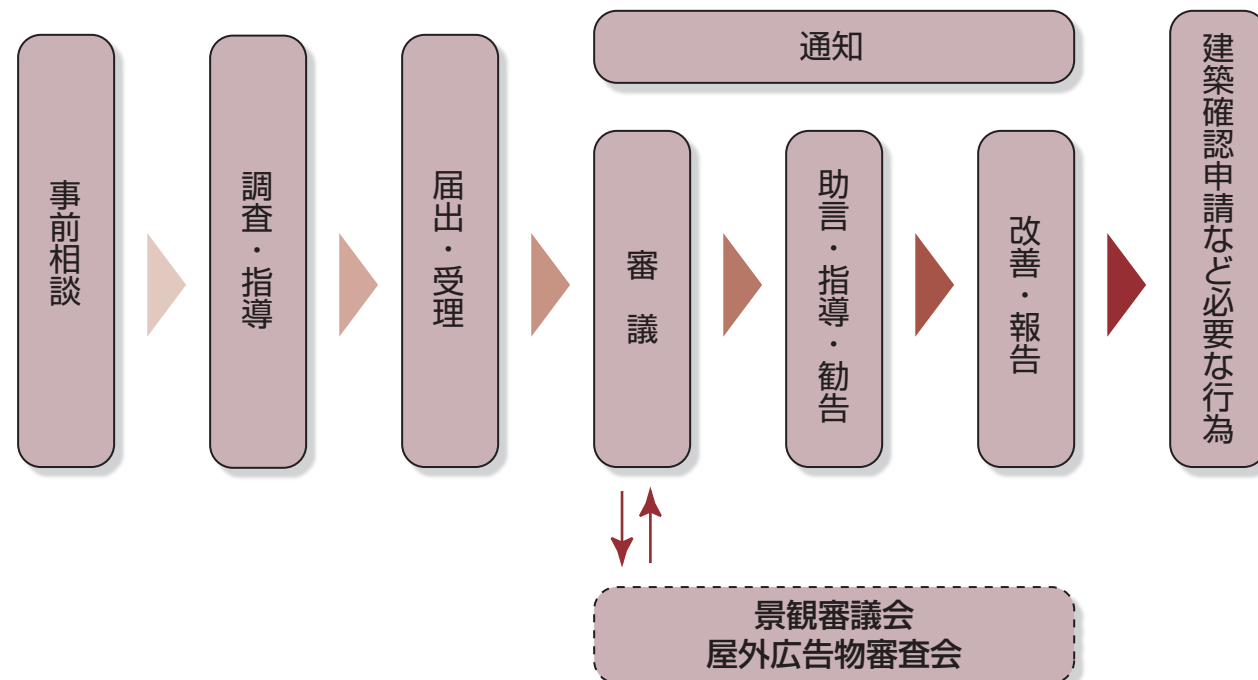 事前相談
調査・指導
届出・受理
通知
審議
助言・指導・勧告
改善・報告
建築確認申請など必要な行為
景観審議会
屋外広告物審査会